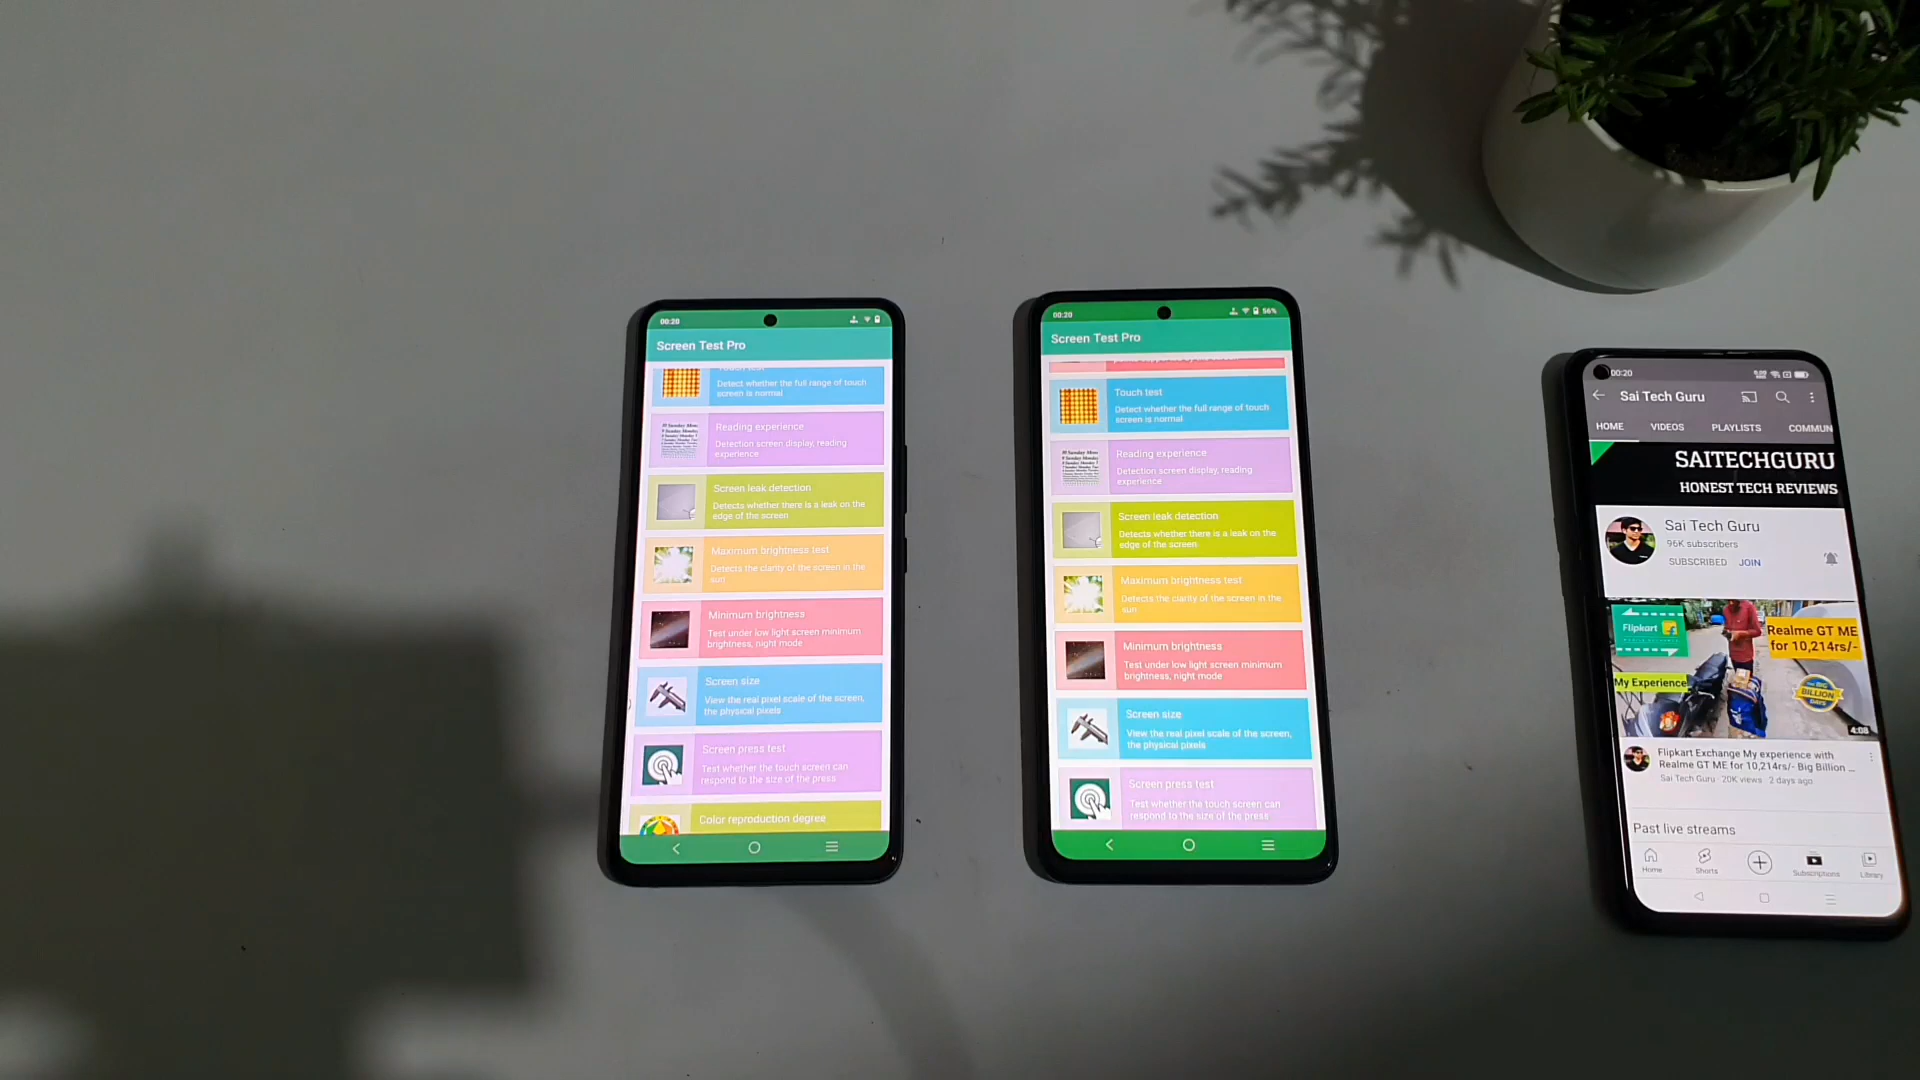 00:20
Screen Test Pro
Touch test
Detect whether the full range of touch
screen is normal
Reading experience
Detection screen display, reading
experience
Screen leak detection
Detects whether there is a leak on the
edge of the screen
Maximum brightness test
Detects the clarity of the screen in the
sun
Minimum brightness
Test under low light screen minimum
brightness, night mode
Screen size
View the real pixel scale of the screen,
the physical pixels
Screen press test
Test whether the touch screen can
respond to the size of the press
Color reproduction degree
00:20
56%
Screen Test Pro
Touch test
Detect whether the full range of touch
screen is normal
Reading experience
Detection screen display, reading
experience
Screen leak detection
Detects whether there is a leak on the
edge of the screen
Maximum brightness test
Detects the clarity of the screen in the
sun
Minimum brightness
Test under low light screen minimum
brightness, night mode
Screen size
View the real pixel scale of the screen,
the physical pixels
Screen press test
Test whether the touch screen can
respond to the size of the press
00:20
Sai Tech Guru
HOME VIDEOS PLAYLISTS COMMUN
SAITECHGURU
HONEST TECH REVIEWS
Sai Tech Guru
96K subscribers
SUBSCRIBED JOIN
Flipkart
Realme GT ME
for 10,214rs/-
My Experience
BIG
BILLION
DAYS
4:08
Flipkart Exchange My experience with
Realme GT ME for 10,214rs/- Big Billion ...
Sai Tech Guru · 20K views · 2 days ago
Past live streams
Home Shorts Subscriptions Library